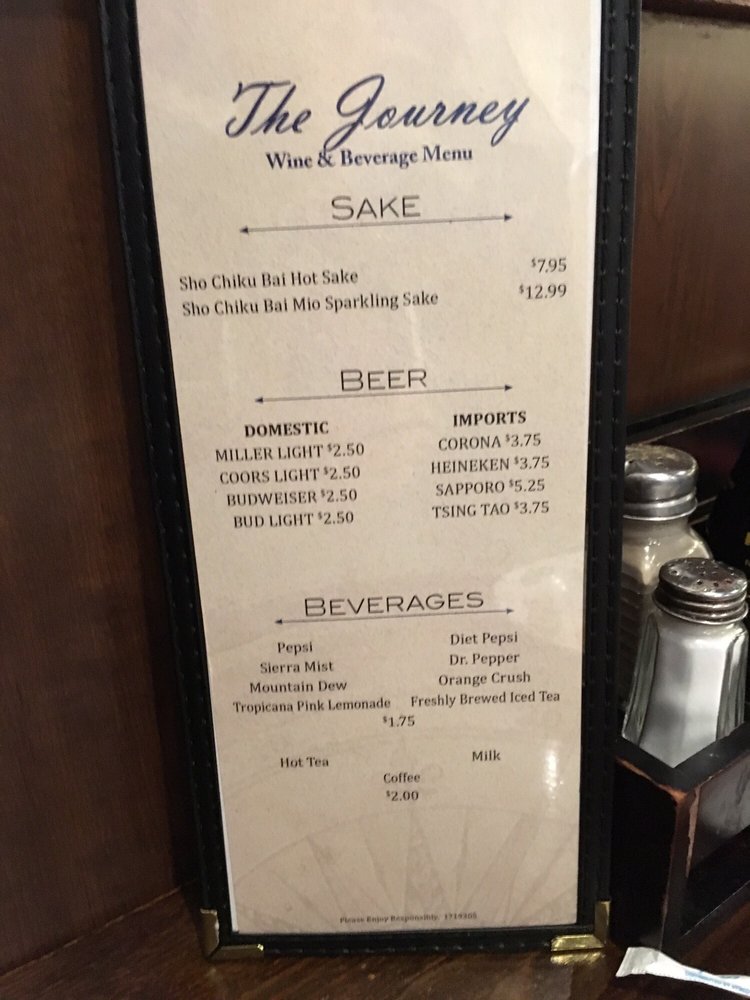 The Journey
Wine & Beverage Menu
SAKE
Sho Chiku Bai Hot Sake $7.95
Sho Chiku Bai Mio Sparkling Sake $12.99
BEER
DOMESTIC
MILLER LIGHT $2.50
COORS LIGHT $2.50
BUDWEISER $2.50
BUD LIGHT $2.50
IMPORTS
CORONA $3.75
HEINEKEN $3.75
SAPPORO $5.25
TSING TAO $3.75
BEVERAGES
Pepsi Diet Pepsi
Sierra Mist Dr. Pepper
Mountain Dew Orange Crush
Tropicana Pink Lemonade Freshly Brewed Iced Tea
$1.75
Hot Tea Milk
Coffee
$2.00
Please Enjoy Responsibly.